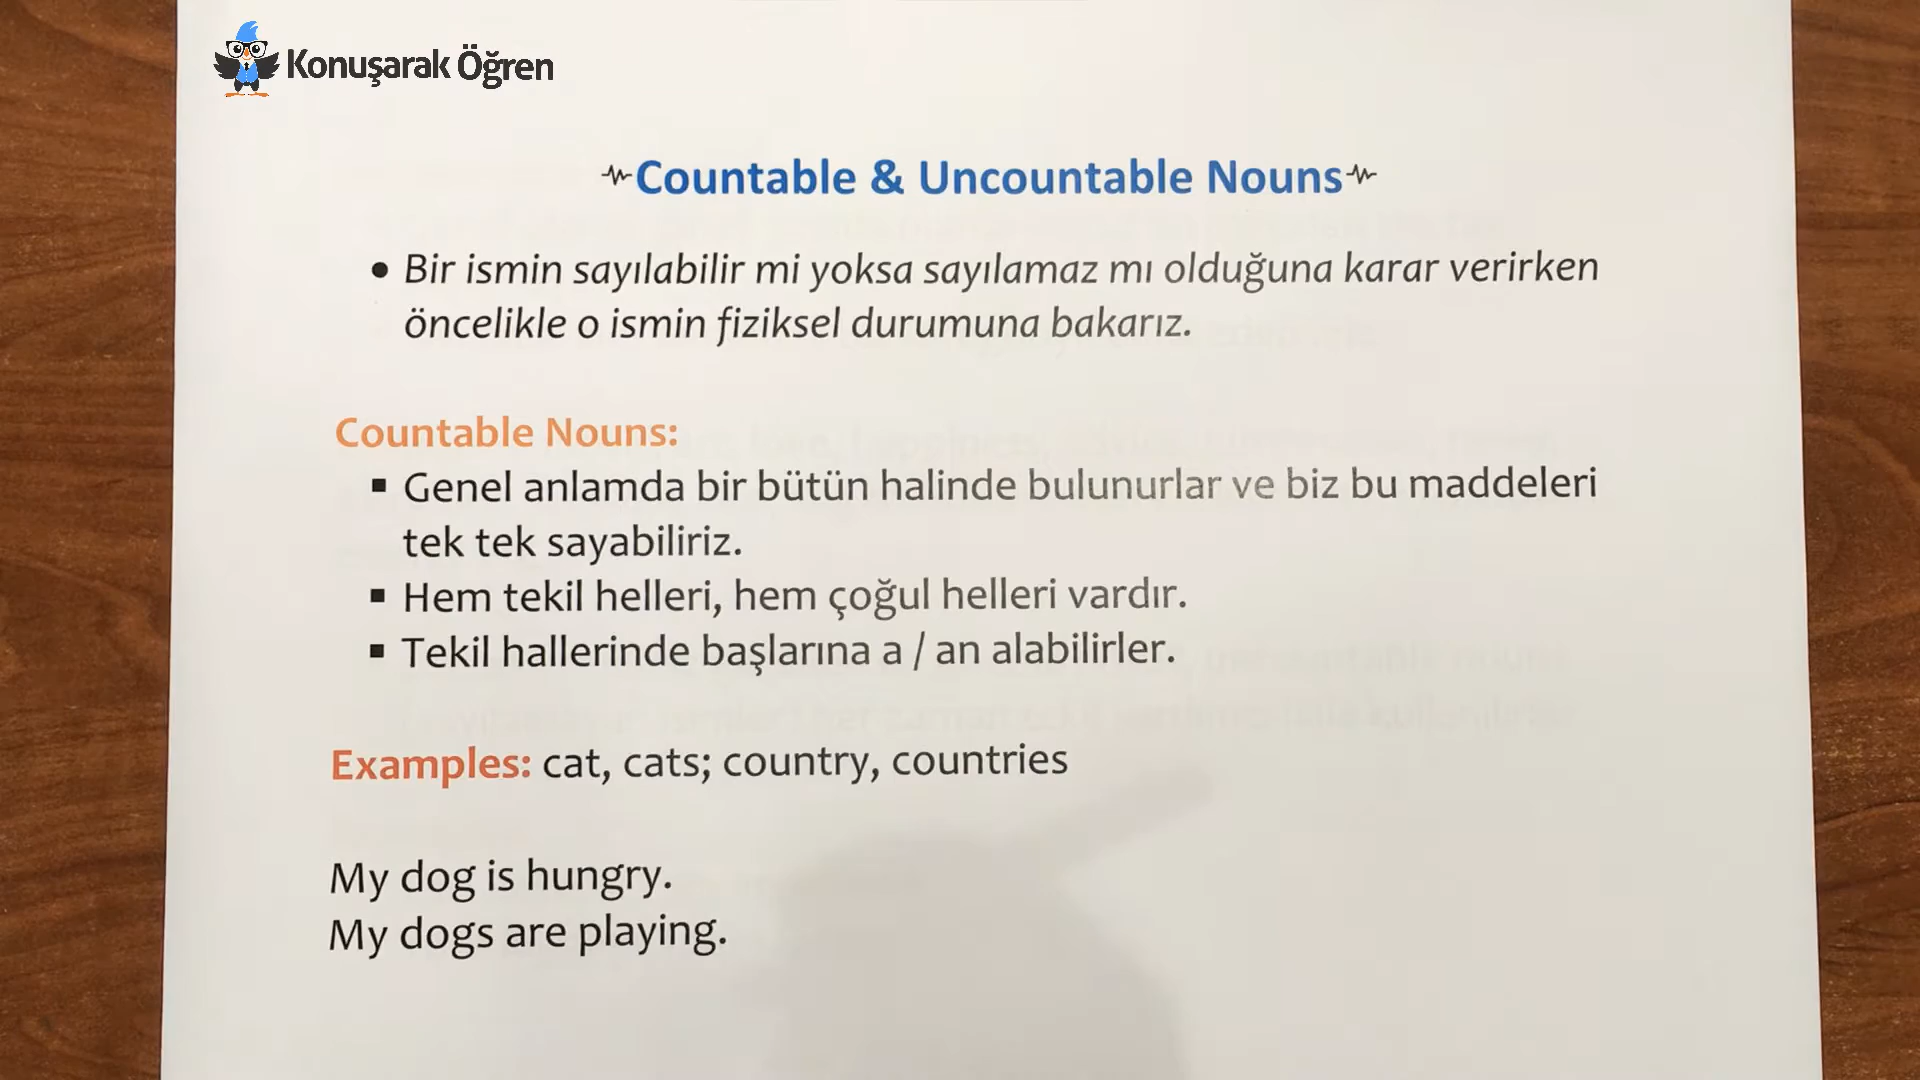 Konuşarak Öğren
Countable & Uncountable Nouns
• Bir ismin sayılabilir mi yoksa sayılamaz mı olduğuna karar verirken
öncelikle o ismin fiziksel durumuna bakarız.
Countable Nouns:
▪ Genel anlamda bir bütün halinde bulunurlar ve biz bu maddeleri
tek tek sayabiliriz.
▪ Hem tekil helleri, hem çoğul helleri vardır.
▪ Tekil hallerinde başlarına a / an alabilirler.
Examples: cat, cats; country, countries
My dog is hungry.
My dogs are playing.